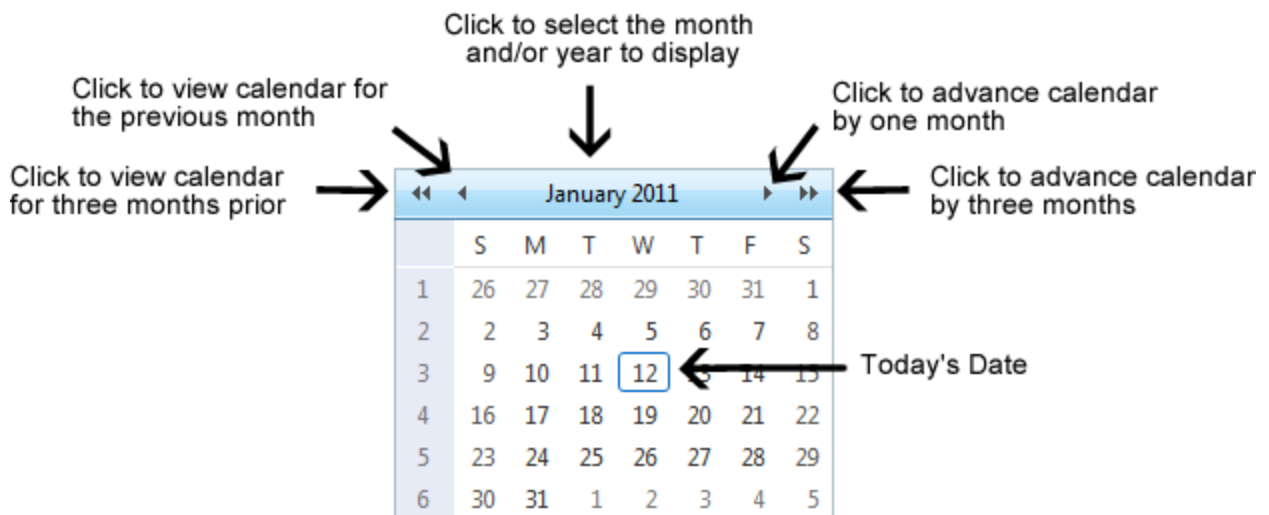 Click to select the month
and/or year to display
Click to view calendar for
the previous month
Click to advance calendar
by one month
Click to view calendar
for three months prior
January 2011
Click to advance calendar
by three months
S M T W T F S
1 26 27 28 29 30 31 1
2 2 3 4 5 6 7 8
3 9 10 11 12 13 14 15
Today's Date
4 16 17 18 19 20 21 22
5 23 24 25 26 27 28 29
6 30 31 1 2 3 4 5